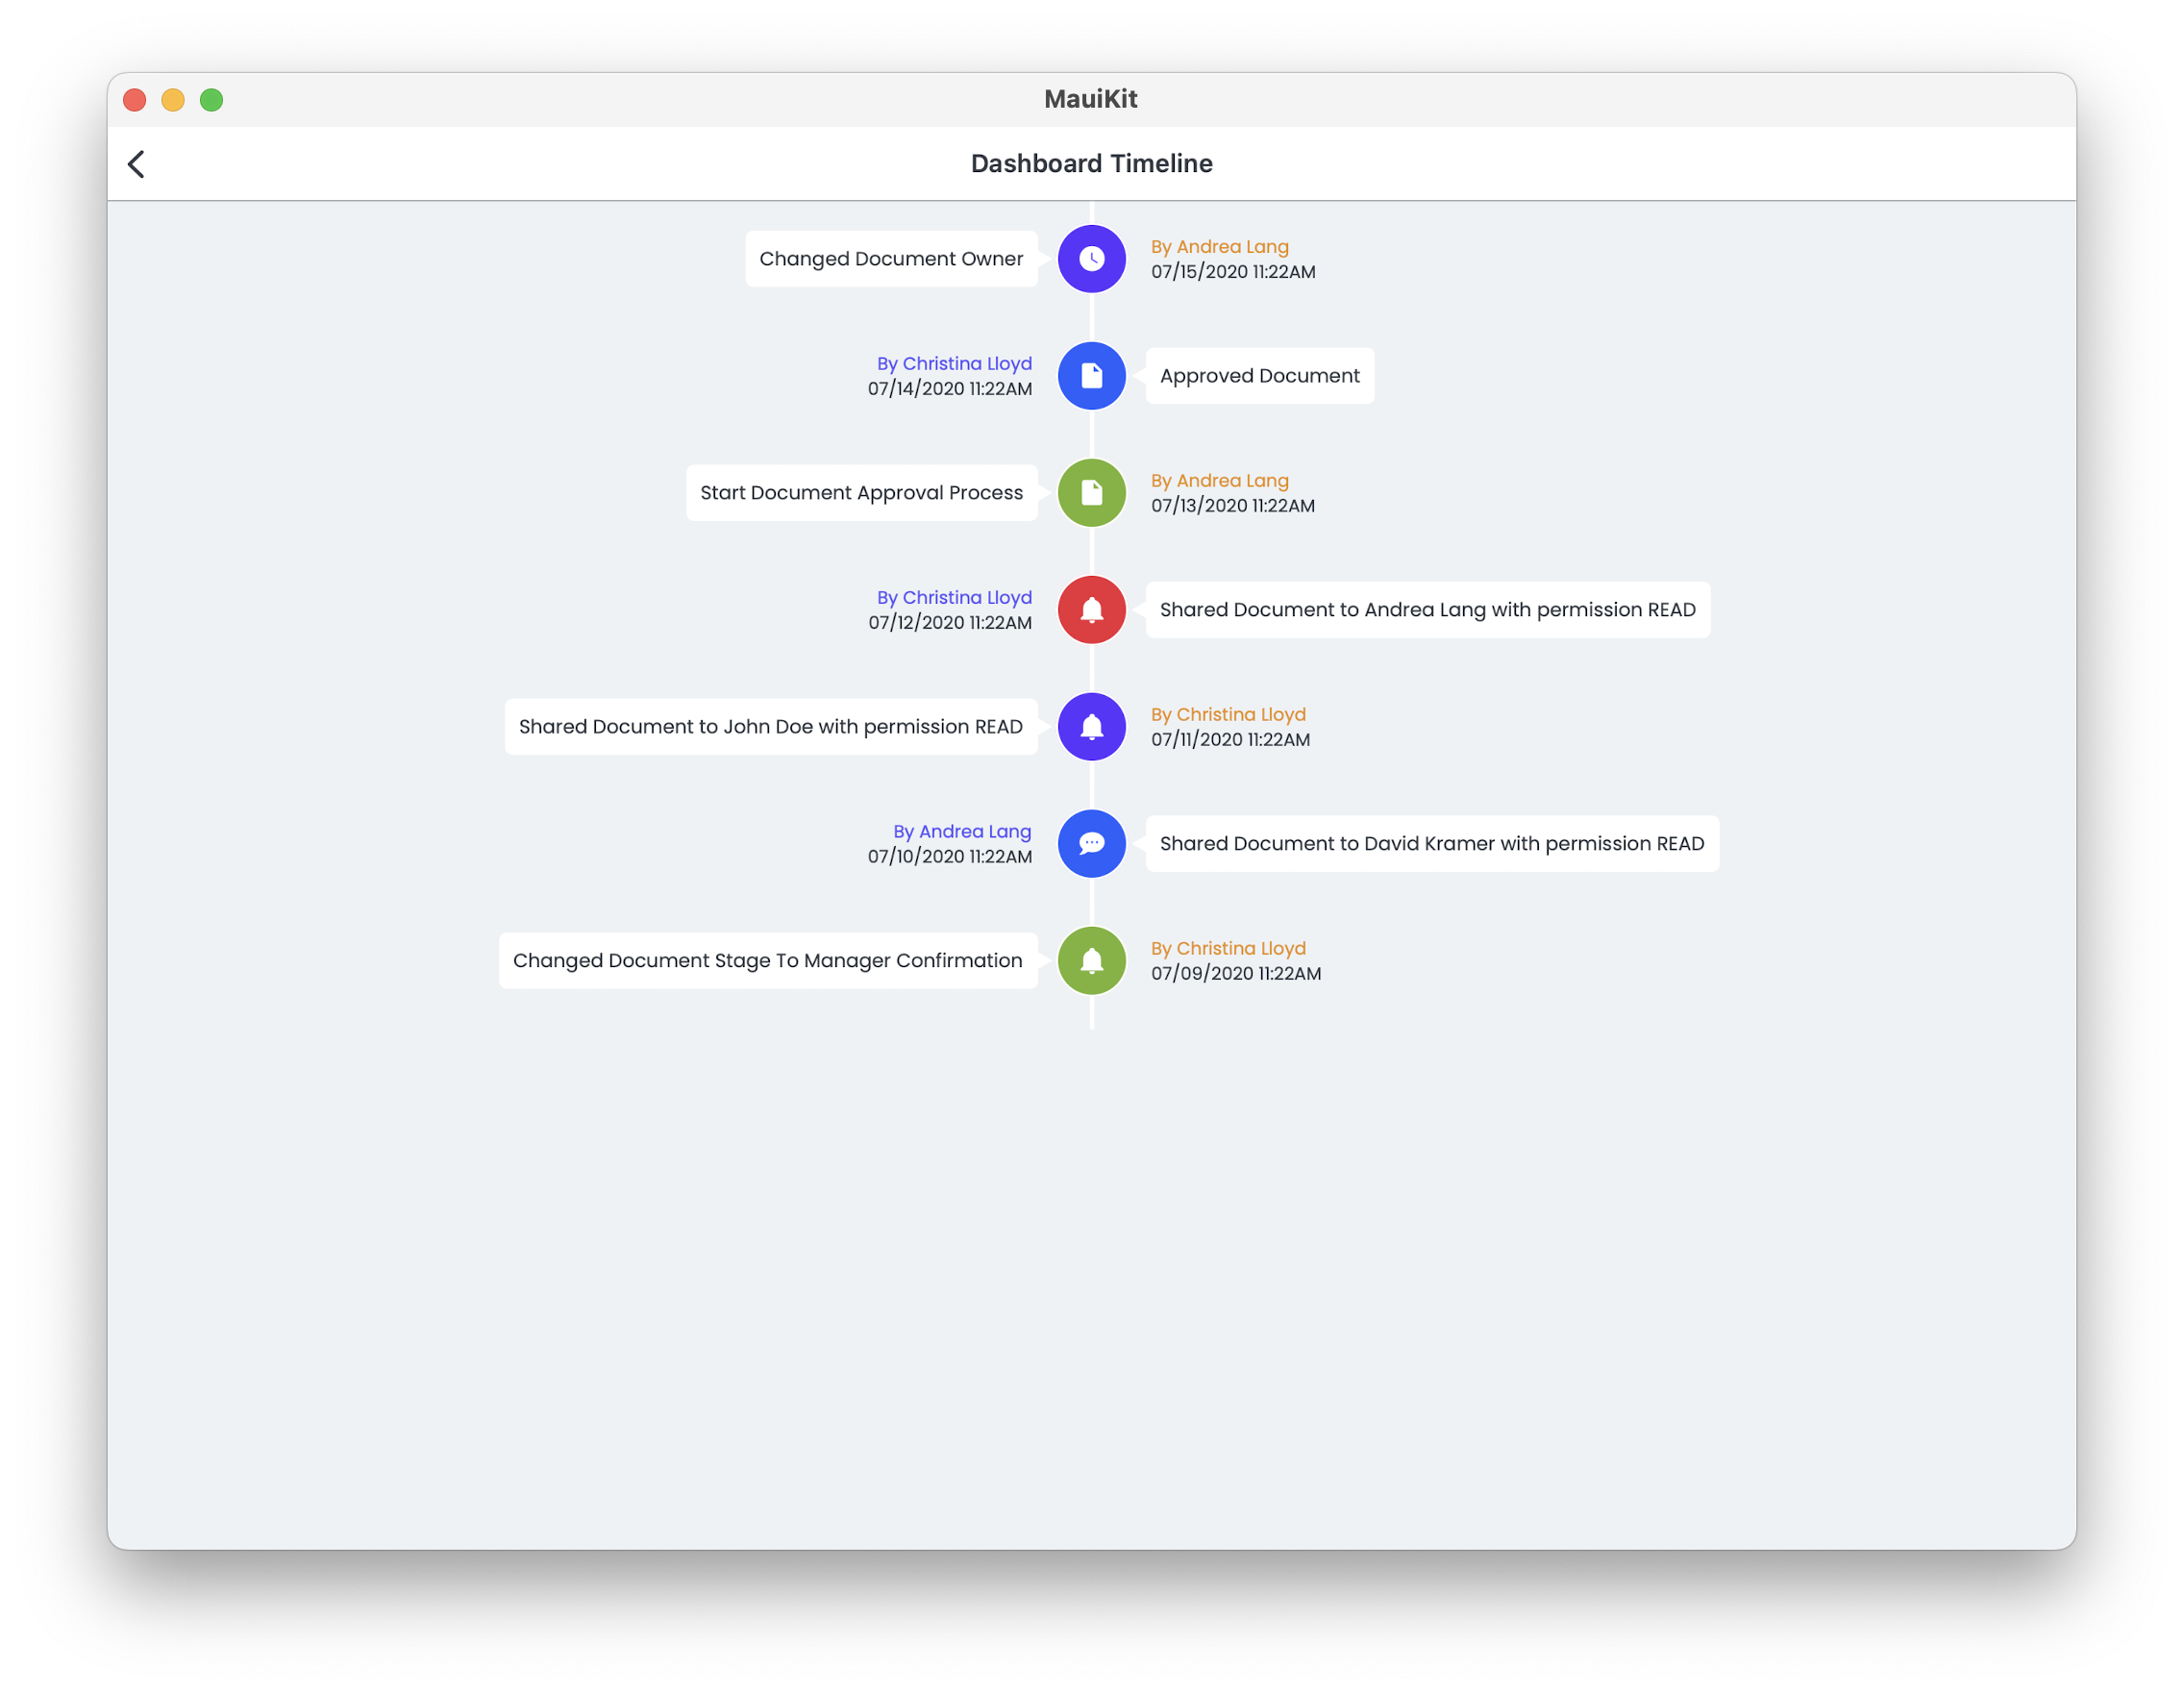 MauiKit
Dashboard Timeline
Changed Document Owner
By Andrea Lang
07/15/2020 11:22AM
By Christina Lloyd
07/14/2020 11:22AM
Approved Document
Start Document Approval Process
By Andrea Lang
07/13/2020 11:22AM
By Christina Lloyd
07/12/2020 11:22AM
Shared Document to Andrea Lang with permission READ
Shared Document to John Doe with permission READ
By Christina Lloyd
07/11/2020 11:22AM
By Andrea Lang
07/10/2020 11:22AM
Shared Document to David Kramer with permission READ
Changed Document Stage To Manager Confirmation
By Christina Lloyd
07/09/2020 11:22AM